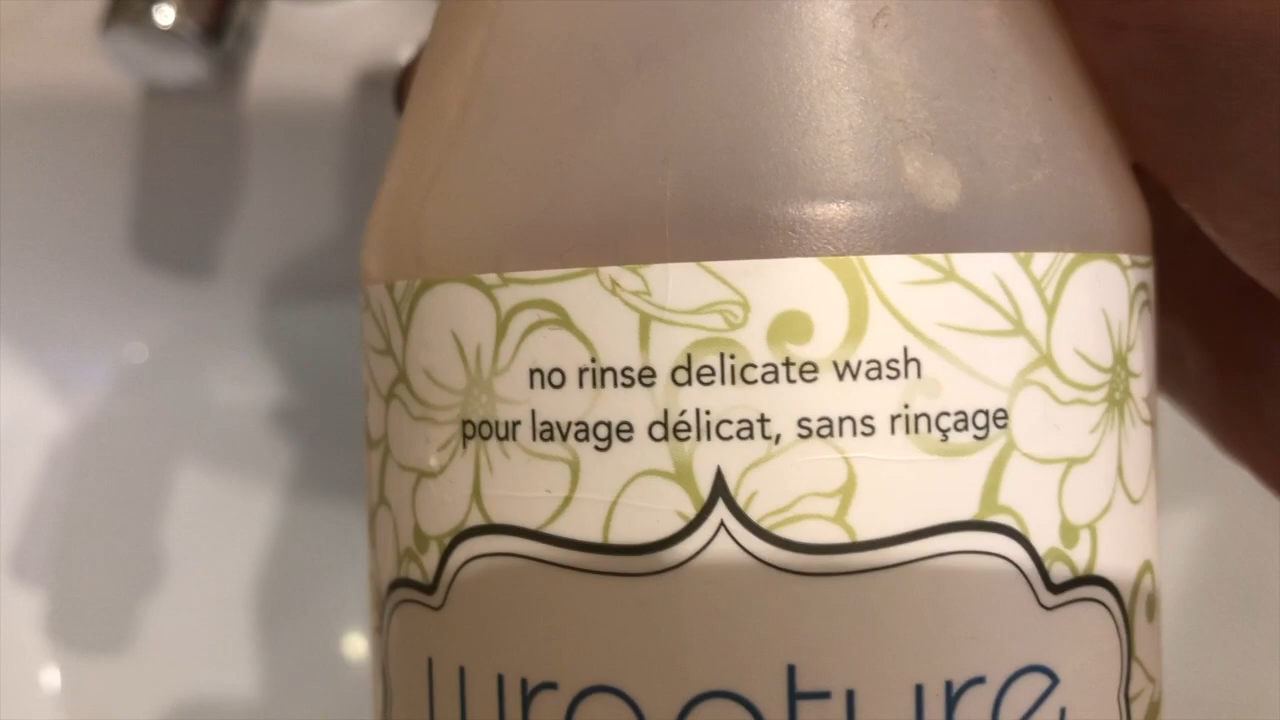 no rinse delicate wash
pour lavage délicat, sans rinçage